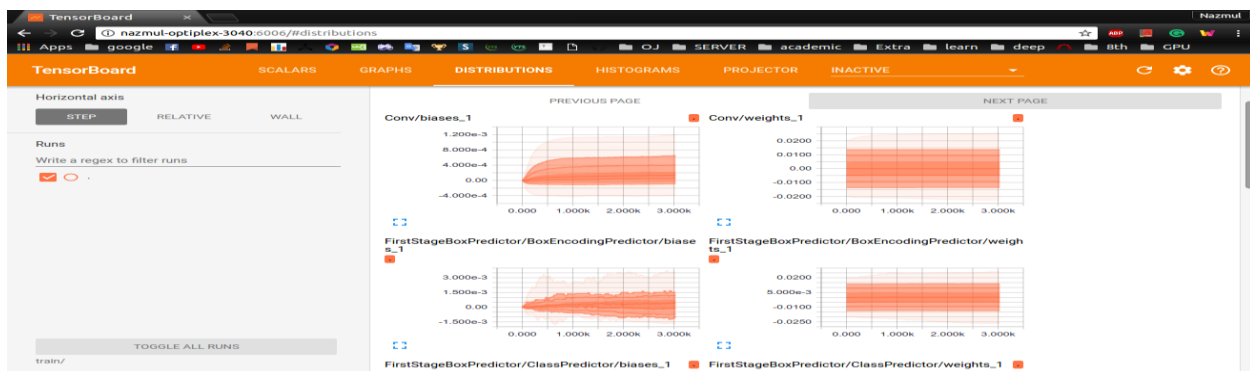 TensorBoard ×
Nazmul
nazmul-optiplex-3040:6006/#distributions
Apps google OJ SERVER academic Extra learn deep 8th GPU
TensorBoard SCALARS GRAPHS DISTRIBUTIONS HISTOGRAMS PROJECTOR INACTIVE
Horizontal axis
STEP RELATIVE WALL
Runs
Write a regex to filter runs
.
TOGGLE ALL RUNS
train/
PREVIOUS PAGE NEXT PAGE
Conv/biases_1
1.200e-3
8.000e-4
4.000e-4
0.00
-4.000e-4
0.000 1.000k 2.000k 3.000k
Conv/weights_1
0.0200
0.0100
0.00
-0.0100
-0.0200
0.000 1.000k 2.000k 3.000k
FirstStageBoxPredictor/BoxEncodingPredictor/biase
s_1
3.000e-3
1.500e-3
0.00
-1.500e-3
0.000 1.000k 2.000k 3.000k
FirstStageBoxPredictor/BoxEncodingPredictor/weigh
ts_1
0.0200
5.000e-3
-0.0100
-0.0250
0.000 1.000k 2.000k 3.000k
FirstStageBoxPredictor/ClassPredictor/biases_1
FirstStageBoxPredictor/ClassPredictor/weights_1